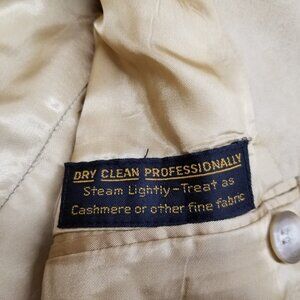 DRY CLEAN PROFESSIONALLY
Steam Lightly-Treat as
Cashmere or other fine fabric